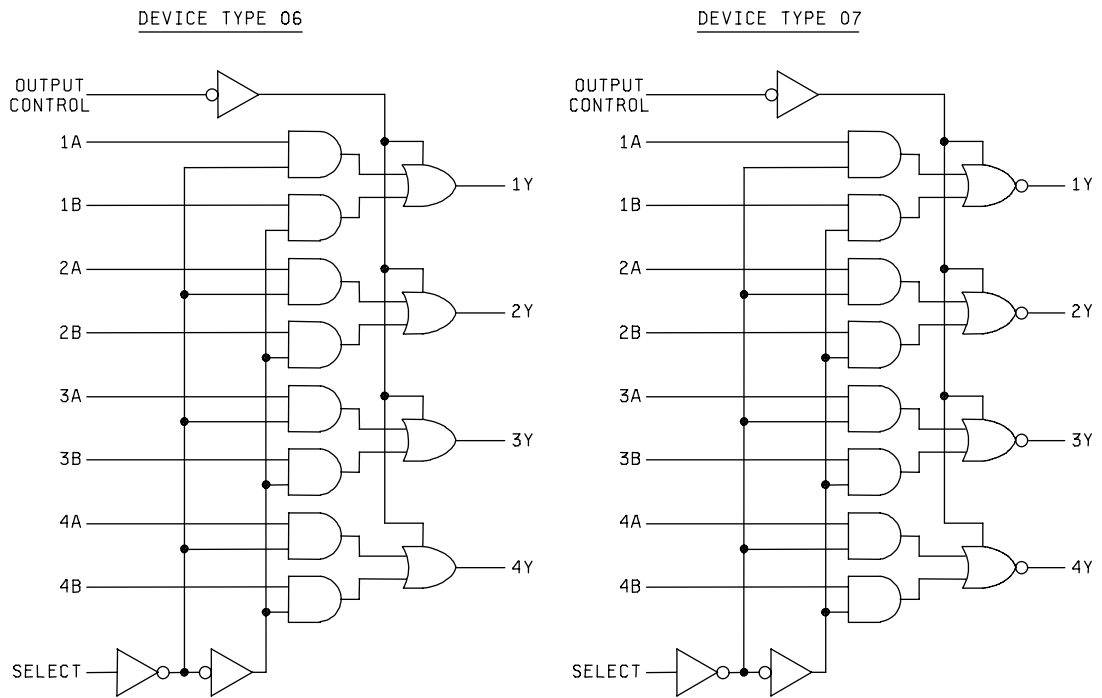 DEVICE TYPE 06
OUTPUT
CONTROL
1A
1Y
1B
2A
2Y
2B
3A
3Y
3B
4A
4Y
4B
SELECT
DEVICE TYPE 07
OUTPUT
CONTROL
1A
1Y
1B
2A
2Y
2B
3A
3Y
3B
4A
4Y
4B
SELECT